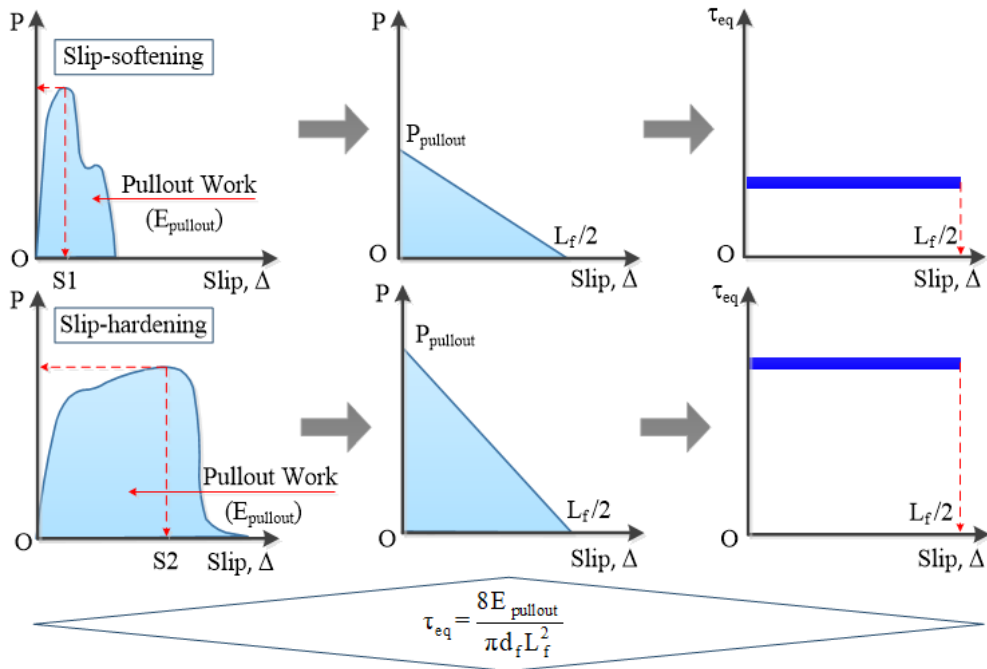 P
Slip-softening
Pullout Work
(E_pullout)
O
S1
Slip, Δ
P
P_pullout
L_f/2
O
Slip, Δ
τ_eq
L_f/2
O
Slip, Δ
P
Slip-hardening
Pullout Work
(E_pullout)
O
S2
Slip, Δ
P
P_pullout
L_f/2
O
Slip, Δ
τ_eq
L_f/2
O
Slip, Δ
τ_eq = 8E_pullout / πd_f L_f^2